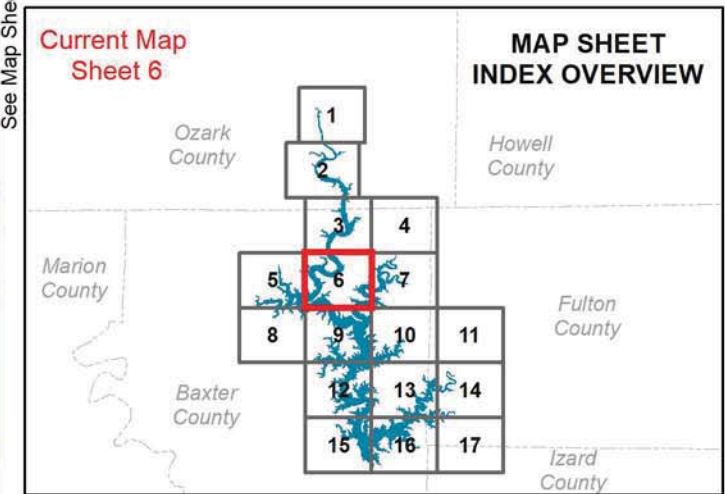 See Map She
Current Map
Sheet 6
MAP SHEET
INDEX OVERVIEW
1
Ozark
County
Howell
County
2
3
4
Marion
County
5
6
7
Fulton
County
8
9
10
11
Baxter
County
12
13
14
15
16
17
Izard
County